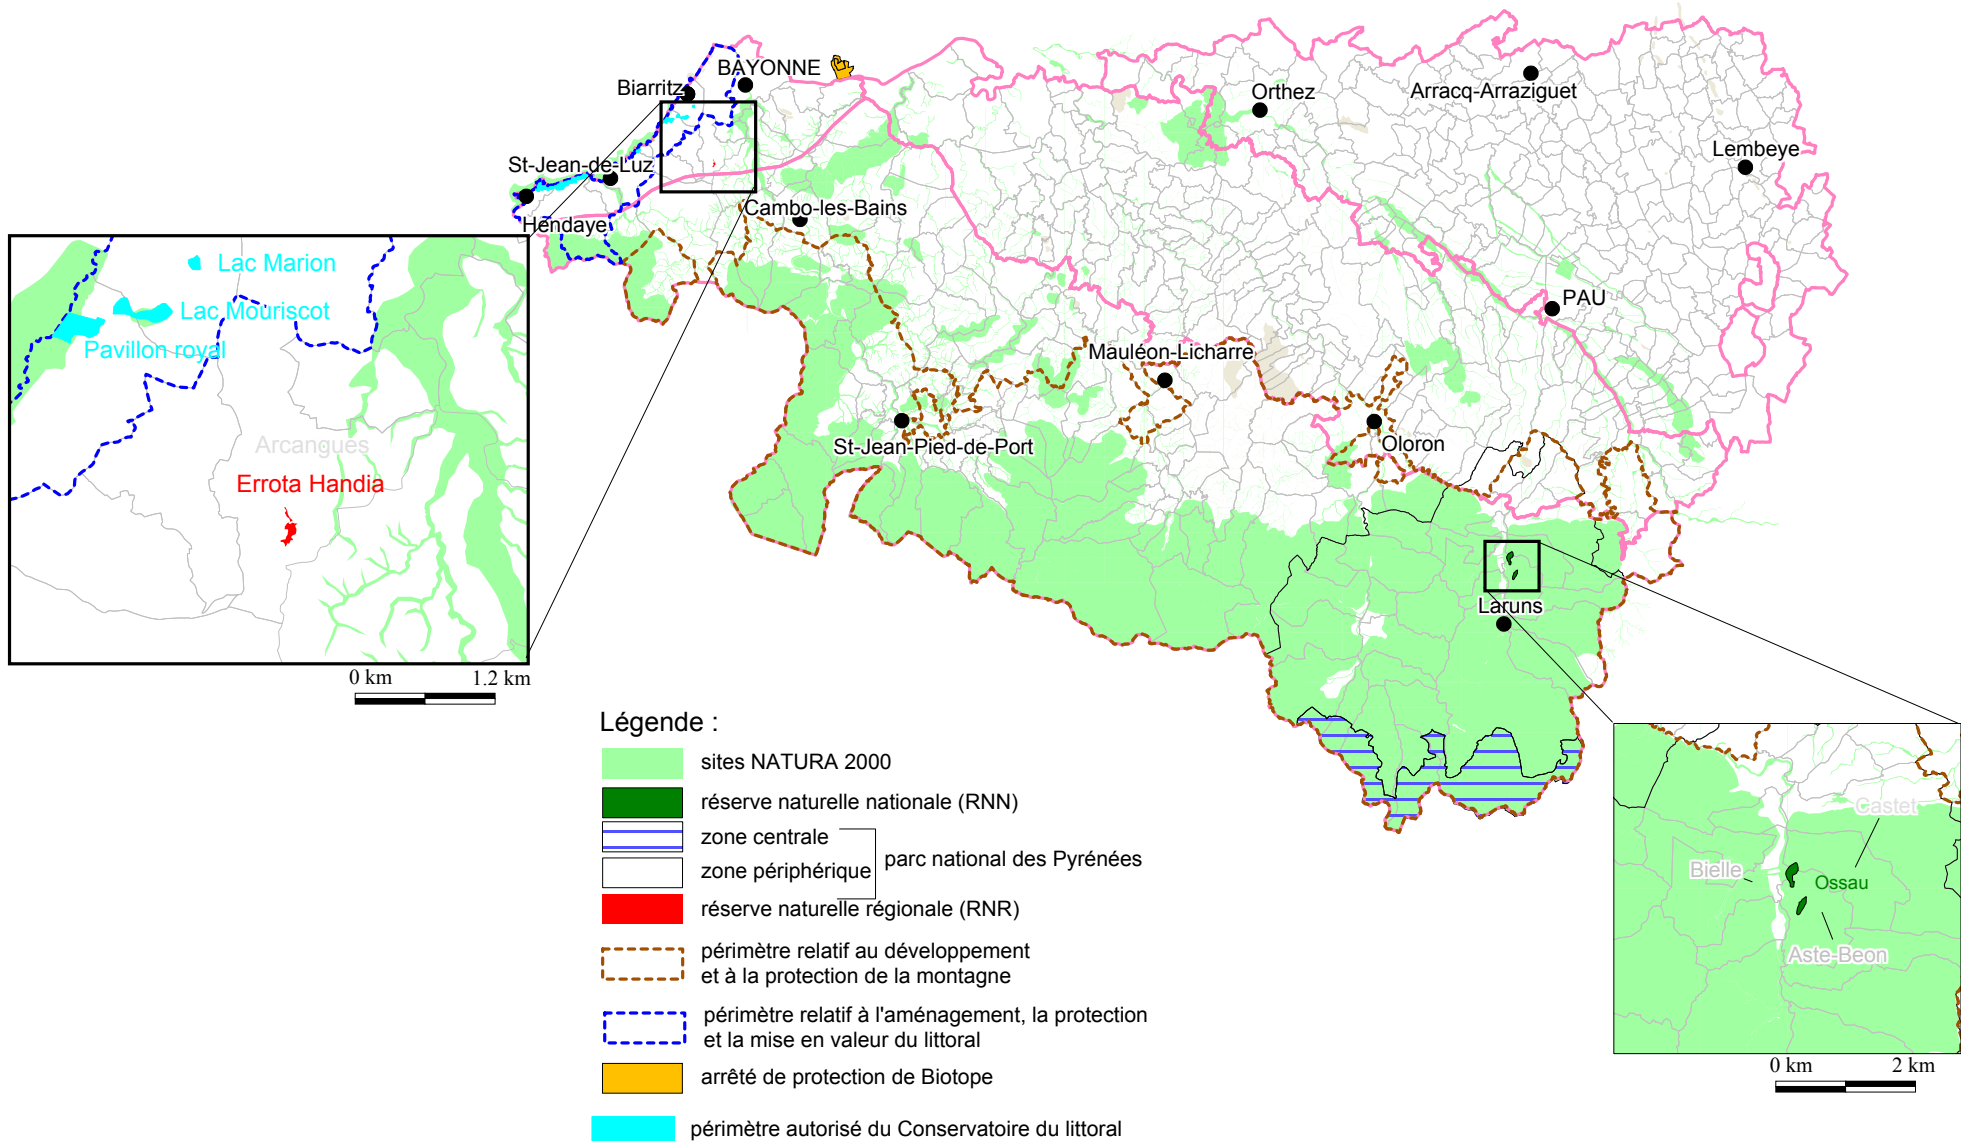 BAYONNE
Biarritz
Orthez
Arracq-Arraziguet
Lembeye
St-Jean-de-Luz
Cambo-les-Bains
Hendaye
PAU
Mauléon-Licharre
St-Jean-Pied-de-Port
Oloron
Laruns
Lac Marion
Lac Mouriscot
Pavillon royal
Arcangues
Errota Handia
0 km 1.2 km
Légende :
sites NATURA 2000
réserve naturelle nationale (RNN)
zone centrale
zone périphérique
parc national des Pyrénées
réserve naturelle régionale (RNR)
périmètre relatif au développement
et à la protection de la montagne
périmètre relatif à l'aménagement, la protection
et la mise en valeur du littoral
arrêté de protection de Biotope
périmètre autorisé du Conservatoire du littoral
Castet
Bielle
Ossau
Aste-Beon
0 km 2 km